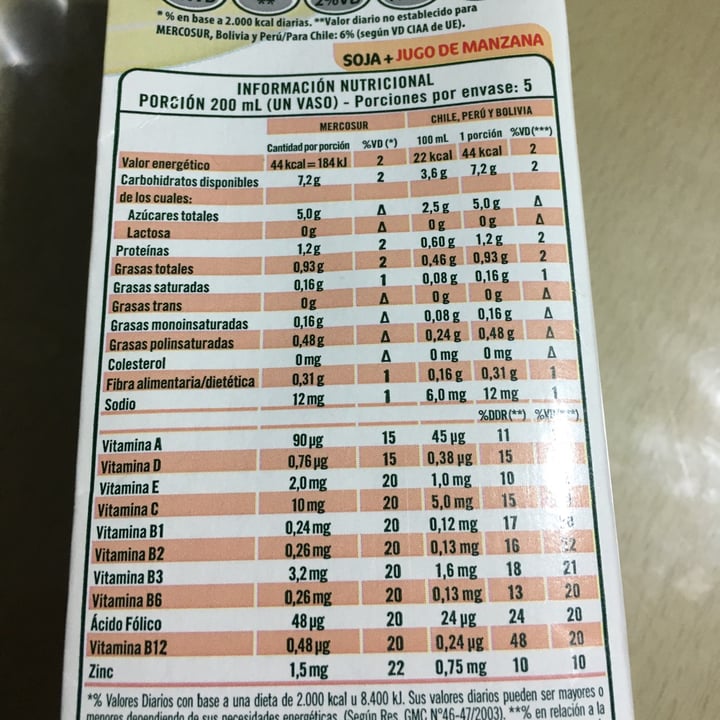 * % en base a 2.000 kcal diarias. **Valor diario no establecido para
MERCOSUR, Bolivia y Perú/Para Chile: 6% (según VD CIAA de UE).
SOJA + JUGO DE MANZANA
INFORMACIÓN NUTRICIONAL
PORCIÓN 200 mL (UN VASO) - Porciones por envase: 5
MERCOSUR CHILE, PERÚ Y BOLIVIA
Cantidad por porción %VD (*) 100 mL 1 porción %VD(***)
Valor energético 44 kcal = 184 kJ 2 22 kcal 44 kcal 2
Carbohidratos disponibles 7,2 g 2 3,6 g 7,2 g 2
de los cuales:
Azúcares totales 5,0 g Δ 2,5 g 5,0 g Δ
Lactosa 0 g Δ 0 g 0 g Δ
Proteínas 1,2 g 2 0,60 g 1,2 g 2
Grasas totales 0,93 g 2 0,46 g 0,93 g 2
Grasas saturadas 0,16 g 1 0,08 g 0,16 g 1
Grasas trans 0 g Δ 0 g 0 g Δ
Grasas monoinsaturadas 0,16 g Δ 0,08 g 0,16 g Δ
Grasas polinsaturadas 0,48 g Δ 0,24 g 0,48 g Δ
Colesterol 0 mg Δ 0 mg 0 mg Δ
Fibra alimentaria/dietética 0,31 g 1 0,16 g 0,31 g 1
Sodio 12 mg 1 6,0 mg 12 mg 1
%DDR(**)
Vitamina A 90 µg 15 45 µg 11
Vitamina D 0,76 µg 15 0,38 µg 15
Vitamina E 2,0 mg 20 1,0 mg 10
Vitamina C 10 mg 20 5,0 mg 15
Vitamina B1 0,24 mg 20 0,12 mg 17
Vitamina B2 0,26 mg 20 0,13 mg 16
Vitamina B3 3,2 mg 20 1,6 mg 18 21
Vitamina B6 0,26 mg 20 0,13 mg 13 20
Ácido Fólico 48 µg 20 24 µg 24 20
Vitamina B12 0,48 µg 20 0,24 µg 48 20
Zinc 1,5 mg 22 0,75 mg 10 10
*% Valores Diarios con base a una dieta de 2.000 kcal u 8.400 kJ. Sus valores diarios pueden ser mayores o
menores dependiendo de sus necesidades energéticas. (Según Res. GMC N°46-47/2003). **% en relación a la